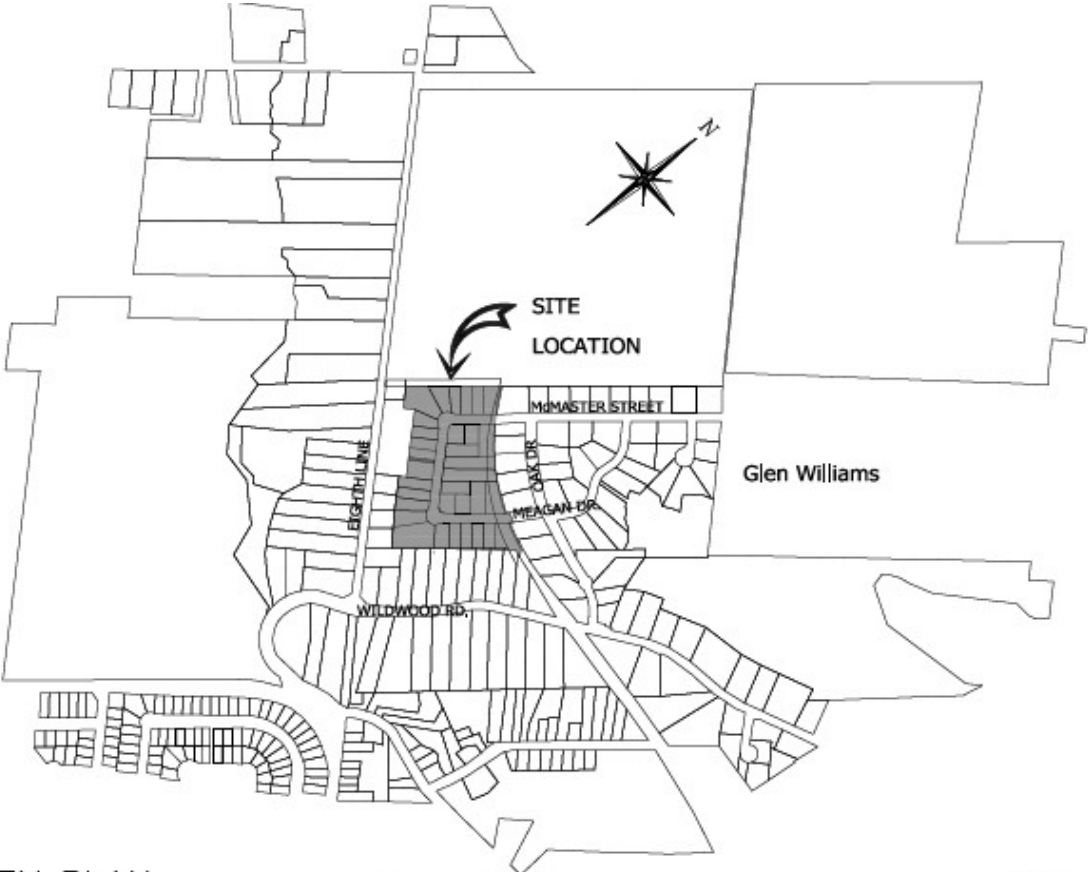 N
SITE
LOCATION
McMASTER STREET
OAK DR.
EIGHTH LINE
Glen Williams
MEAGAN DR.
WILDWOOD RD.